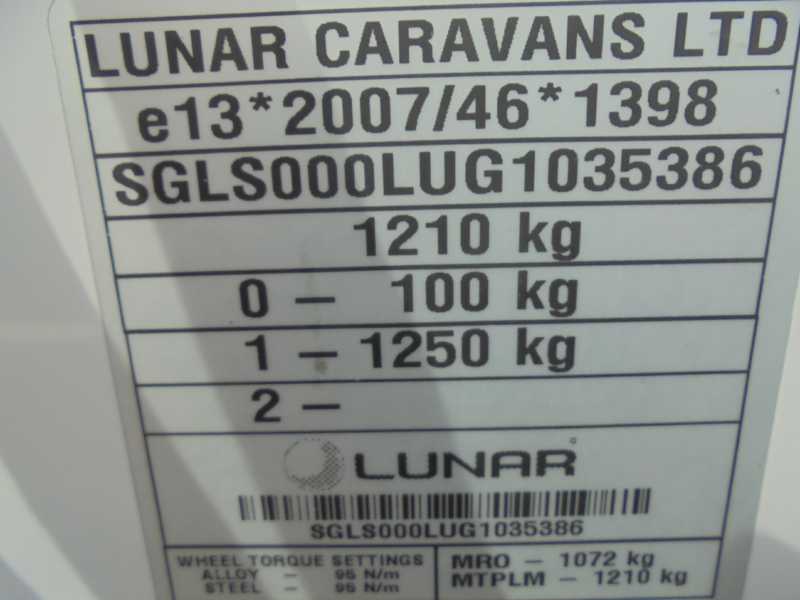 LUNAR CARAVANS LTD
e13*2007/46*1398
SGLS000LUG1035386
1210 kg
0 – 100 kg
1 – 1250 kg
2 –
LUNAR
SGLS000LUG1035386
WHEEL TORQUE SETTINGS
ALLOY – 95 N/m
STEEL – 95 N/m
MRO – 1072 kg
MTPLM – 1210 kg